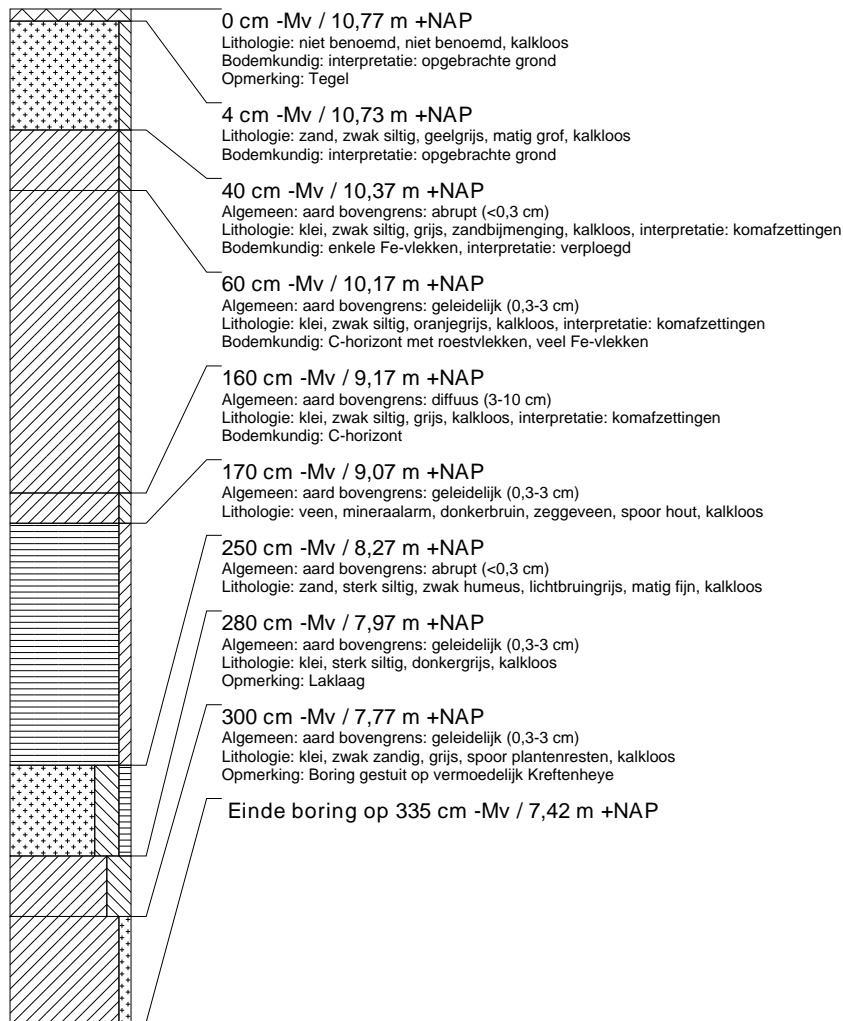 0 cm -Mv / 10,77 m +NAP
Lithologie: niet benoemd, niet benoemd, kalkloos
Bodemkundig: interpretatie: opgebrachte grond
Opmerking: Tegel
4 cm -Mv / 10,73 m +NAP
Lithologie: zand, zwak siltig, geelgrijs, matig grof, kalkloos
Bodemkundig: interpretatie: opgebrachte grond
40 cm -Mv / 10,37 m +NAP
Algemeen: aard bovengrens: abrupt (<0,3 cm)
Lithologie: klei, zwak siltig, grijs, zandbijmenging, kalkloos, interpretatie: komafzettingen
Bodemkundig: enkele Fe-vlekken, interpretatie: verploegd
60 cm -Mv / 10,17 m +NAP
Algemeen: aard bovengrens: geleidelijk (0,3-3 cm)
Lithologie: klei, zwak siltig, oranjegrijs, kalkloos, interpretatie: komafzettingen
Bodemkundig: C-horizont met roestvlekken, veel Fe-vlekken
160 cm -Mv / 9,17 m +NAP
Algemeen: aard bovengrens: diffuus (3-10 cm)
Lithologie: klei, zwak siltig, grijs, kalkloos, interpretatie: komafzettingen
Bodemkundig: C-horizont
170 cm -Mv / 9,07 m +NAP
Algemeen: aard bovengrens: geleidelijk (0,3-3 cm)
Lithologie: veen, mineraalarm, donkerbruin, zeggeveen, spoor hout, kalkloos
250 cm -Mv / 8,27 m +NAP
Algemeen: aard bovengrens: abrupt (<0,3 cm)
Lithologie: zand, sterk siltig, zwak humeus, lichtbruingrijs, matig fijn, kalkloos
280 cm -Mv / 7,97 m +NAP
Algemeen: aard bovengrens: geleidelijk (0,3-3 cm)
Lithologie: klei, sterk siltig, donkergrijs, kalkloos
Opmerking: Laklaag
300 cm -Mv / 7,77 m +NAP
Algemeen: aard bovengrens: geleidelijk (0,3-3 cm)
Lithologie: klei, zwak zandig, grijs, spoor plantenresten, kalkloos
Opmerking: Boring gestuit op vermoedelijk Kreftenheye
Einde boring op 335 cm -Mv / 7,42 m +NAP